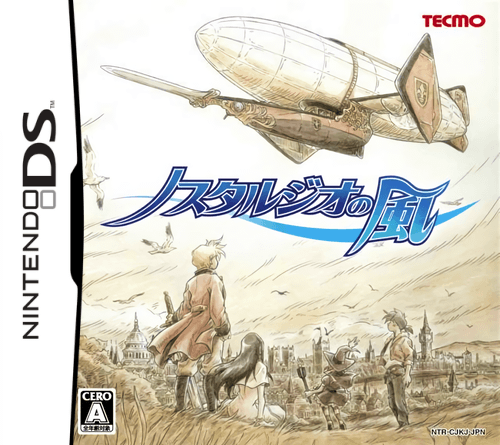 TECMO
NINTENDO DS™
ノスタルジオの風
CERO
A
全年齢対象
NTR-CJKJ-JPN